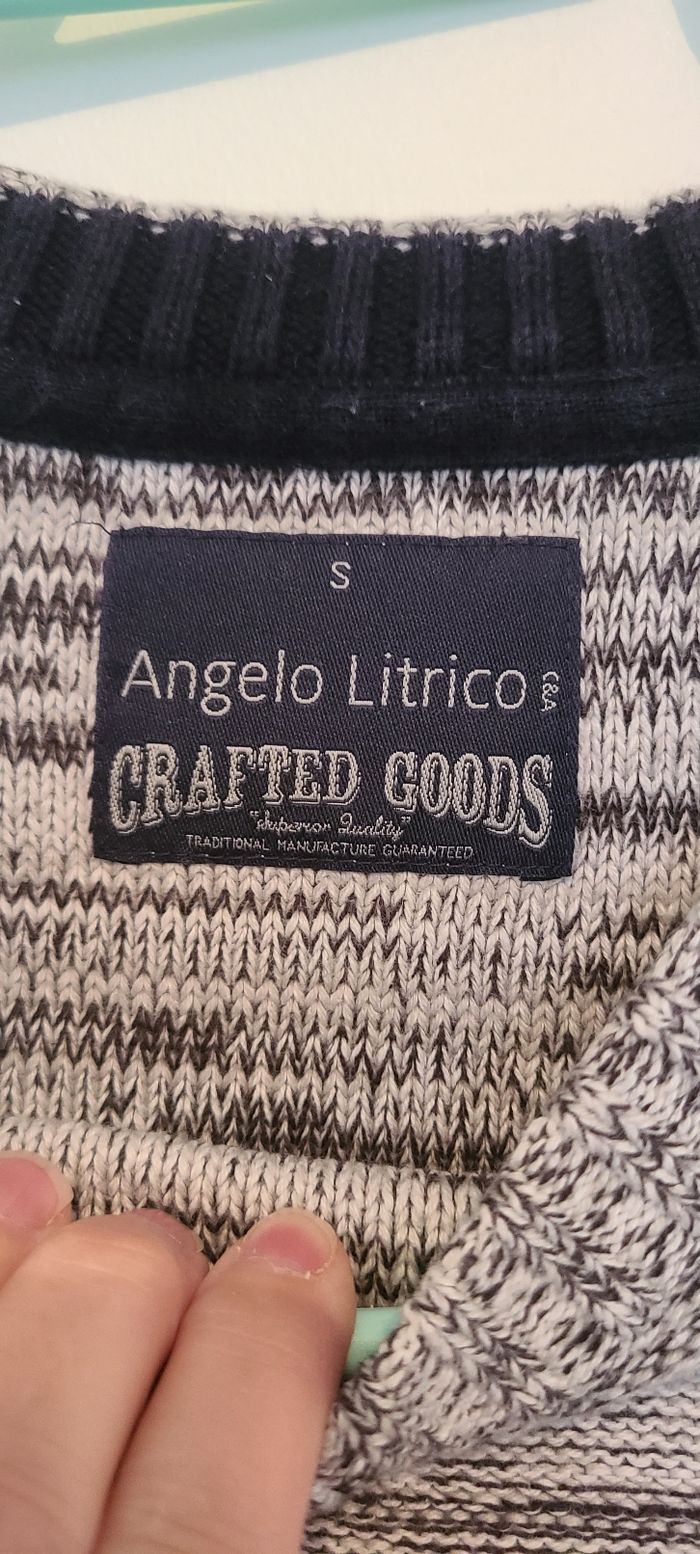 S
Angelo Litrico C&A
CRAFTED GOODS
"Superior Quality"
TRADITIONAL MANUFACTURE GUARANTEED